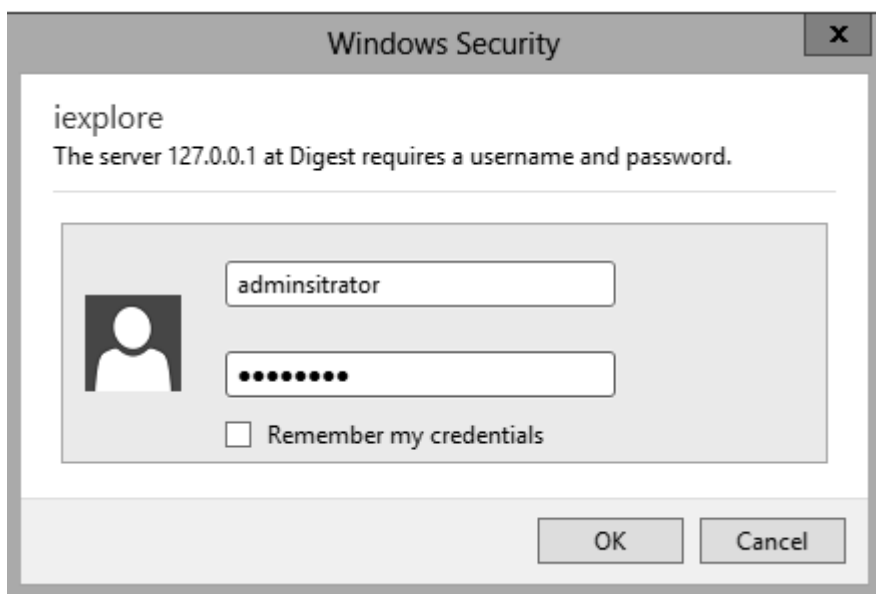 Windows Security
x
iexplore
The server 127.0.0.1 at Digest requires a username and password.
adminsitrator
●●●●●●●●
Remember my credentials
OK
Cancel